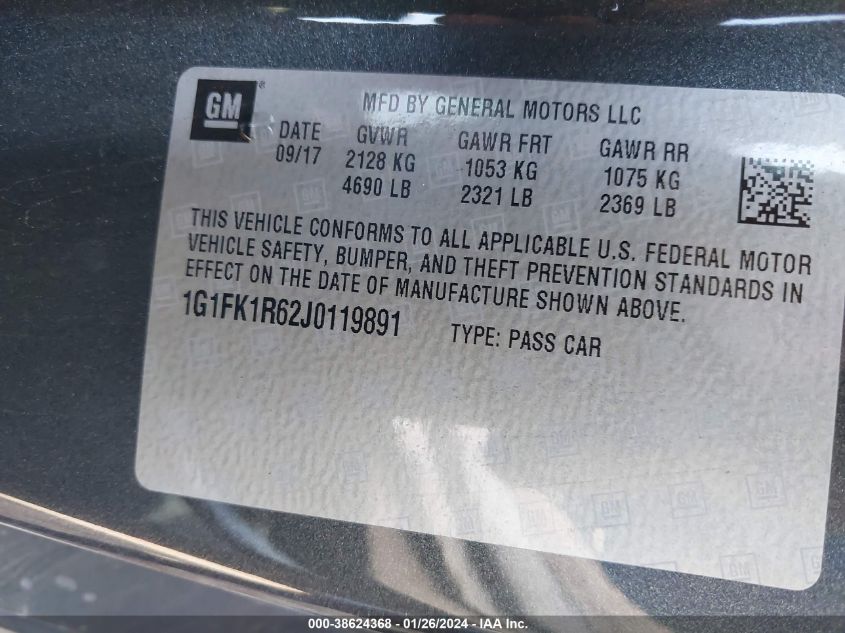 GM ® MFD BY GENERAL MOTORS LLC
DATE GVWR GAWR FRT GAWR RR
09/17 2128 KG 1053 KG 1075 KG
4690 LB 2321 LB 2369 LB
THIS VEHICLE CONFORMS TO ALL APPLICABLE U.S. FEDERAL MOTOR
VEHICLE SAFETY, BUMPER, AND THEFT PREVENTION STANDARDS IN
EFFECT ON THE DATE OF MANUFACTURE SHOWN ABOVE.
1G1FK1R62J0119891 TYPE: PASS CAR
000-38624368 - 01/26/2024 - IAA Inc.